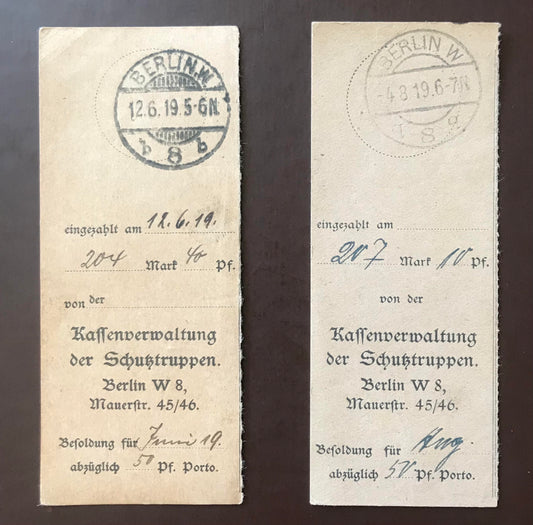 BERLIN.W.
12.6.19.5-6N.
b 8 b
eingezahlt am 12.6.19.
204 Mark 40 Pf.
von der
Kassenverwaltung
der Schutztruppen.
Berlin W 8,
Mauerstr. 45/46.
Besoldung für Juni 19.
abzüglich 50 Pf. Porto.
BERLIN W
-4.8.19.6-7N
8
eingezahlt am
207 Mark 10 Pf.
von der
Kassenverwaltung
der Schutztruppen.
Berlin W 8,
Mauerstr. 45/46.
Besoldung für Aug.
abzüglich 50 Pf. Porto.